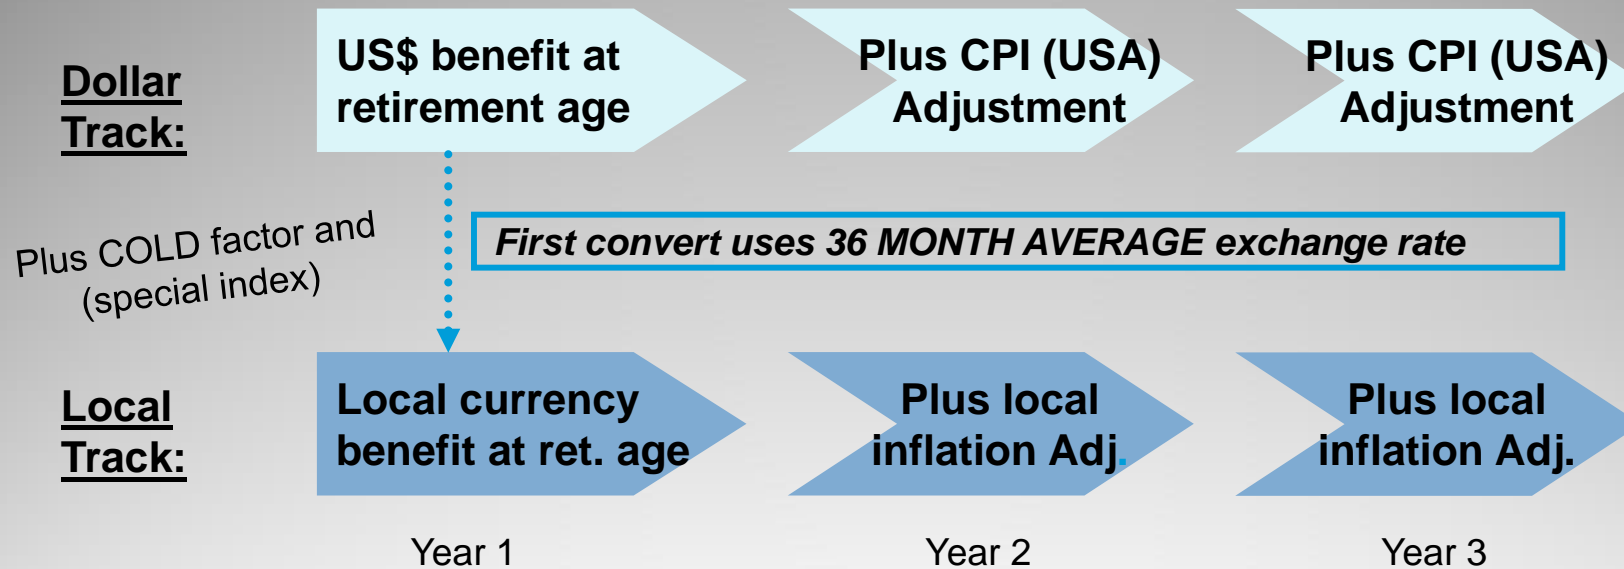 Dollar
Track:
US$ benefit at
retirement age
Plus CPI (USA)
Adjustment
Plus CPI (USA)
Adjustment
Plus COLD factor and
(special index)
First convert uses 36 MONTH AVERAGE exchange rate
Local
Track:
Local currency
benefit at ret. age
Plus local
inflation Adj.
Plus local
inflation Adj.
Year 1
Year 2
Year 3